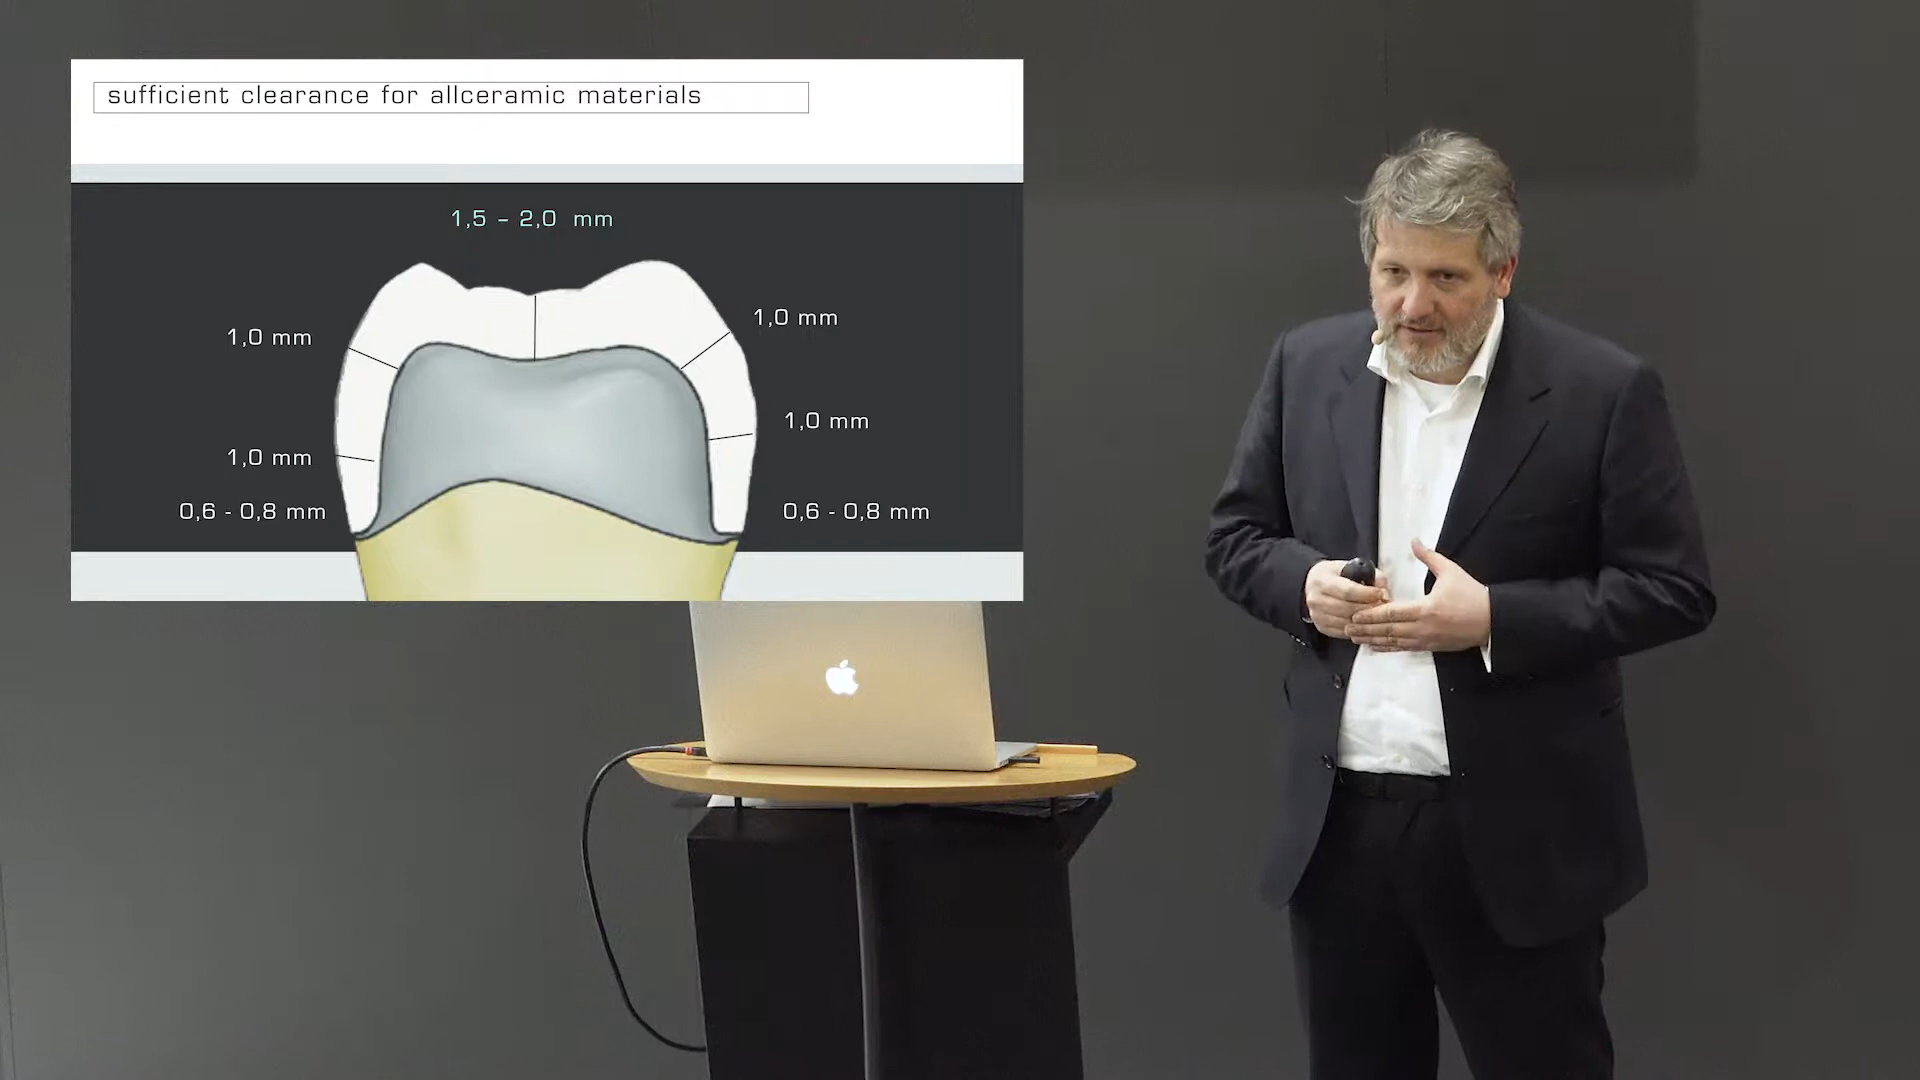 sufficient clearance for allceramic materials
1,5 – 2,0 mm
1,0 mm
1,0 mm
1,0 mm
1,0 mm
0,6 - 0,8 mm
0,6 - 0,8 mm